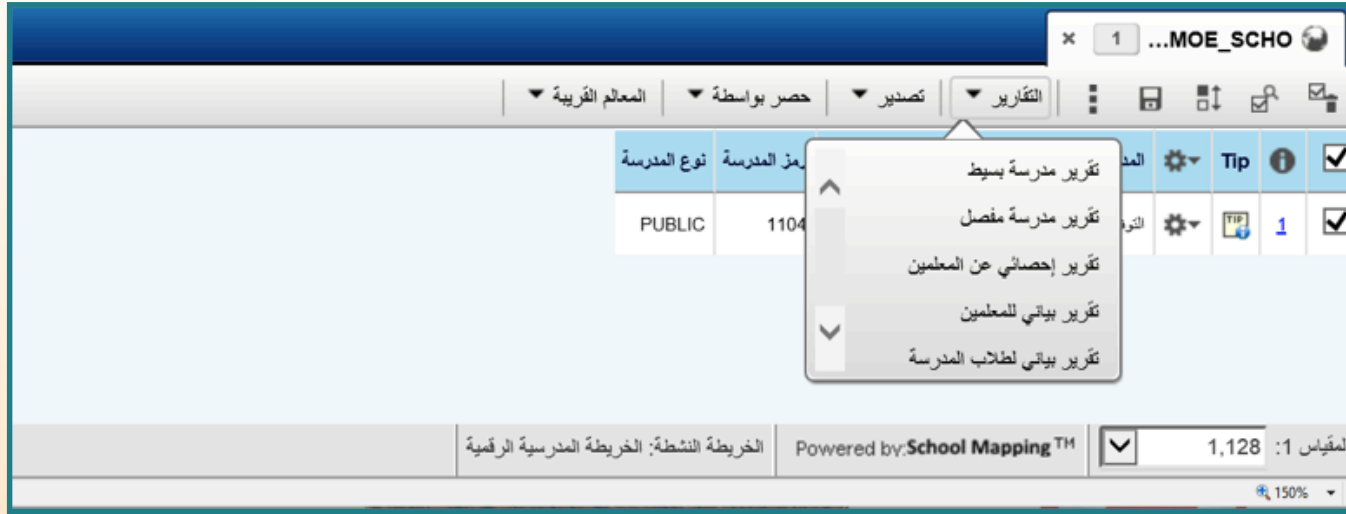 MOE_SCHO... 1 ×
التقارير تصدير حصر بواسطة المعالم القريبة
Tip المد رمز المدرسة نوع المدرسة
1 TIP 1104 PUBLIC
تقرير مدرسة بسيط
تقرير مدرسة مفصل
تقرير إحصائي عن المعلمين
تقرير بياني للمعلمين
تقرير بياني لطلاب المدرسة
المقياس 1: 1,128 Powered by:School Mapping™ الخريطة النشطة: الخريطة المدرسية الرقمية
150%